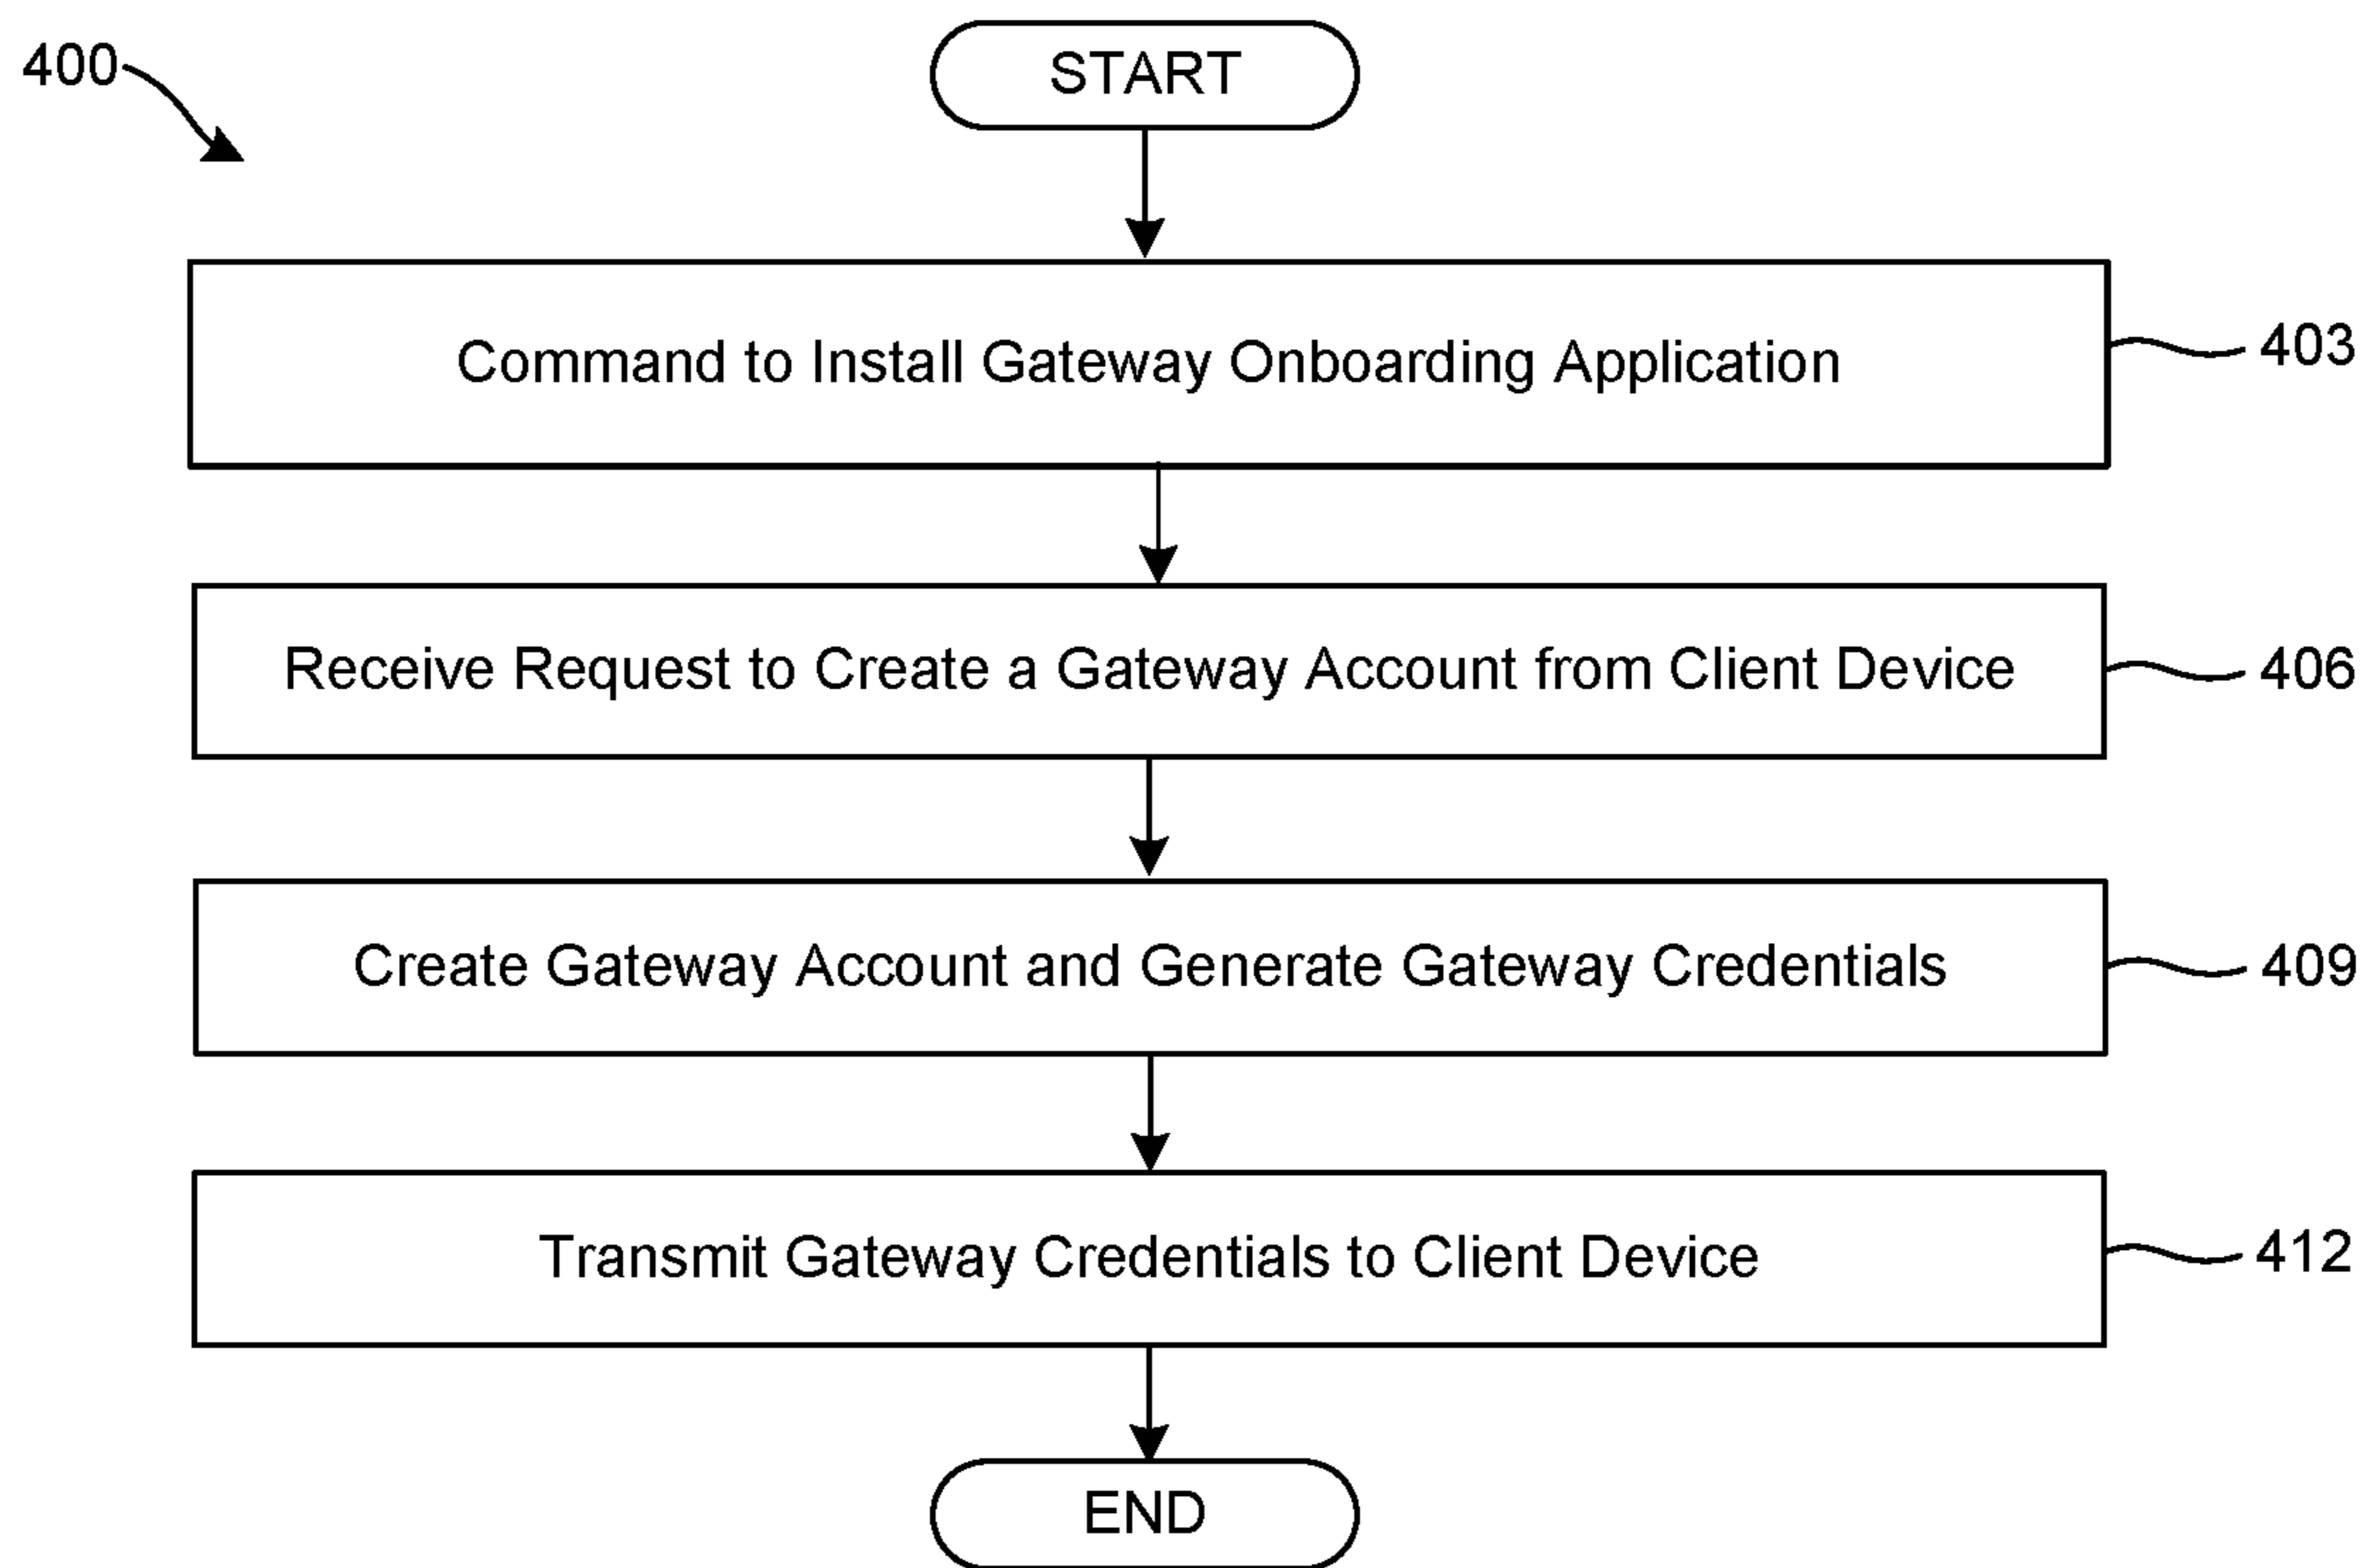 400
START
Command to Install Gateway Onboarding Application
403
Receive Request to Create a Gateway Account from Client Device
406
Create Gateway Account and Generate Gateway Credentials
409
Transmit Gateway Credentials to Client Device
412
END